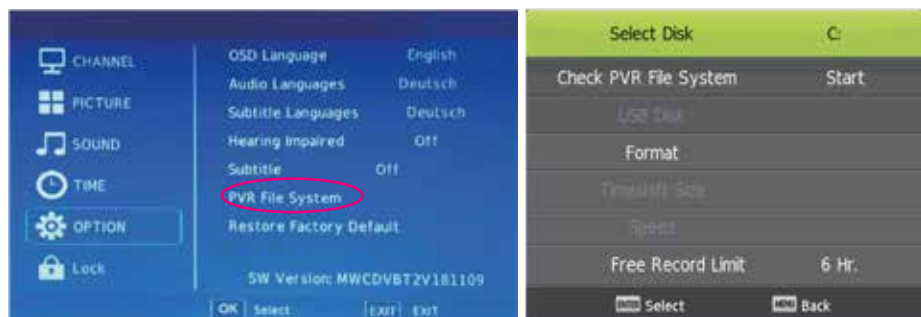 CHANNEL
PICTURE
SOUND
TIME
OPTION
Lock
OSD Language English
Audio Languages Deutsch
Subtitle Languages Deutsch
Hearing Impaired Off
Subtitle Off
PVR File System
Restore Factory Default
SW Version: MWCDVBT2V181109
OK Select EXIT EXIT
Select Disk C:
Check PVR File System Start
USB Disk
Format
Timeshift Size
Speed
Free Record Limit 6 Hr.
ENTER Select MENU Back